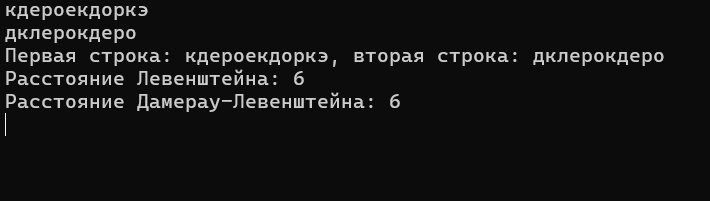 кдероекдоркэ
дклерокдеро
Первая строка: кдероекдоркэ, вторая строка: дклерокдеро
Расстояние Левенштейна: 6
Расстояние Дамерау-Левенштейна: 6